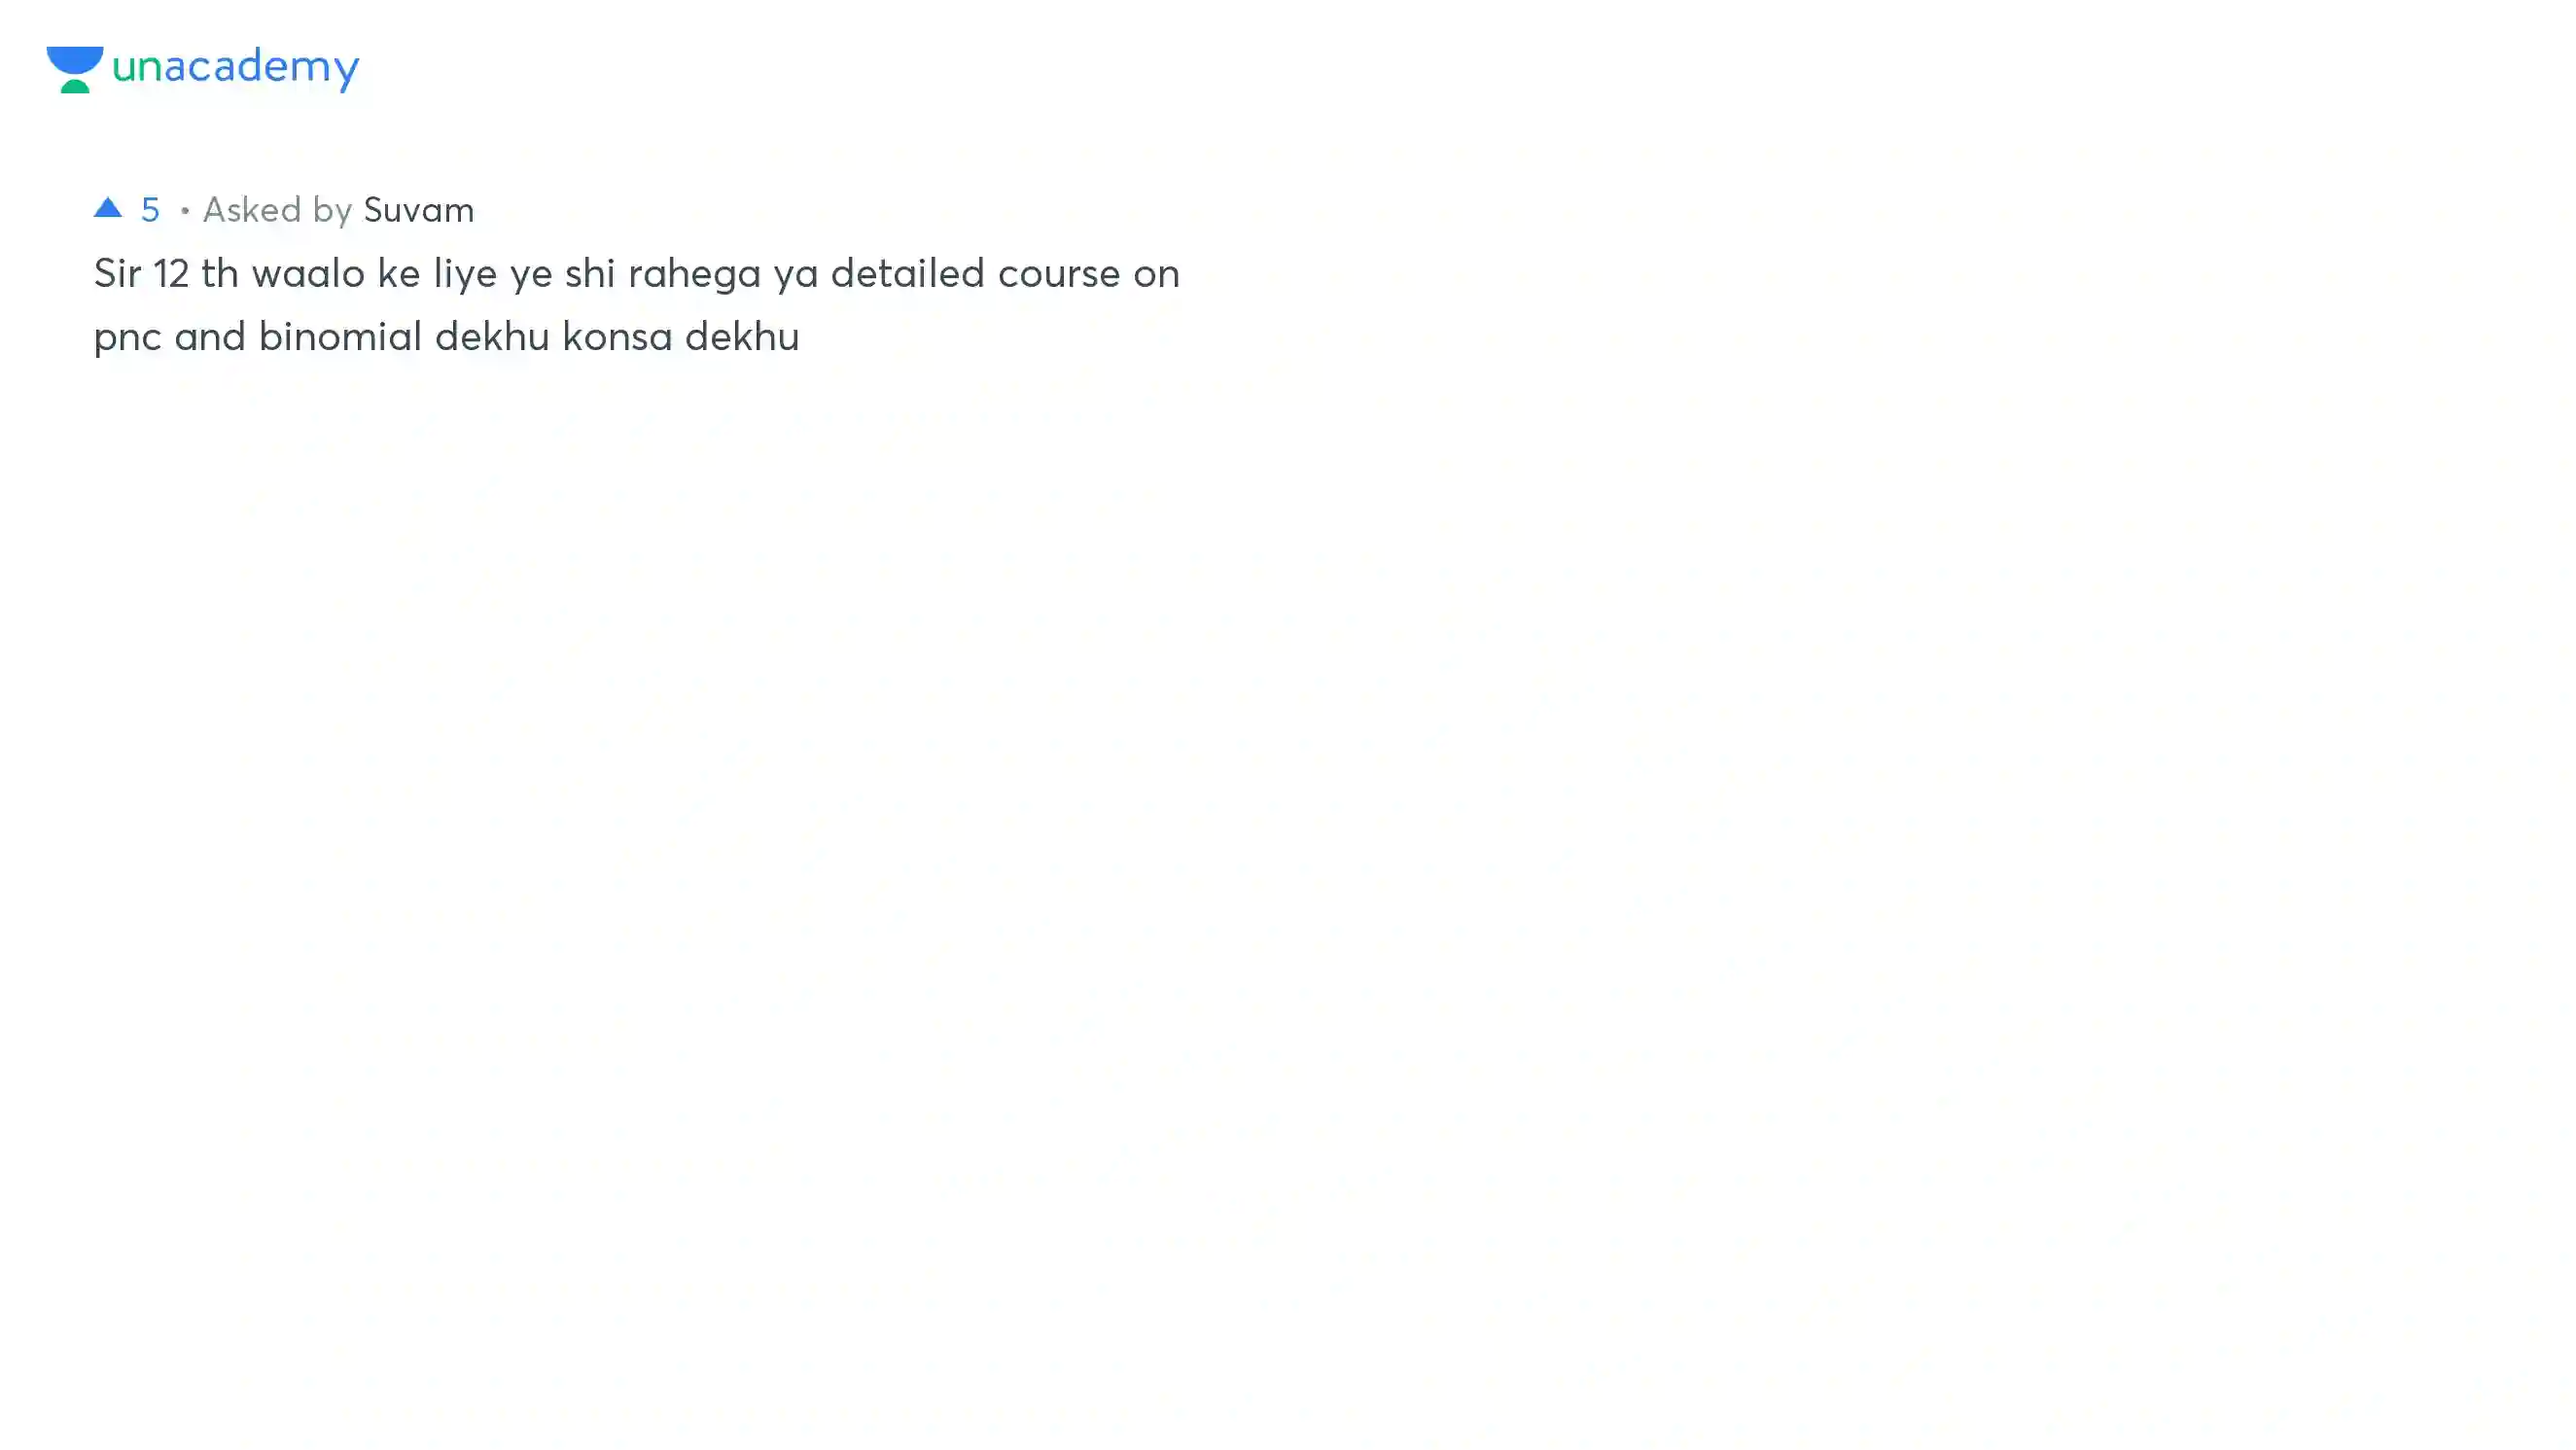 unacademy
▲ 5 • Asked by Suvam
Sir 12 th waalo ke liye ye shi rahega ya detailed course on
pnc and binomial dekhu konsa dekhu